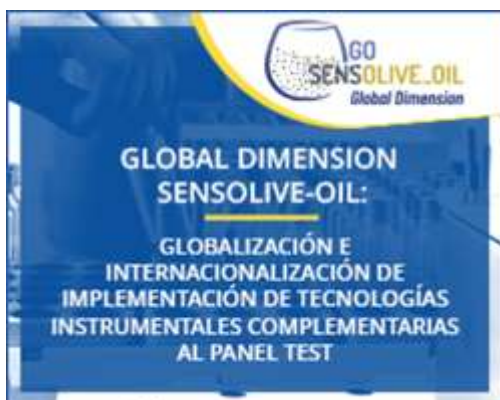 GO
SENSOLIVE_OIL
Global Dimension
GLOBAL DIMENSION
SENSOLIVE-OIL:
GLOBALIZACIÓN E
INTERNACIONALIZACIÓN DE
IMPLEMENTACIÓN DE TECNOLOGÍAS
INSTRUMENTALES COMPLEMENTARIAS
AL PANEL TEST